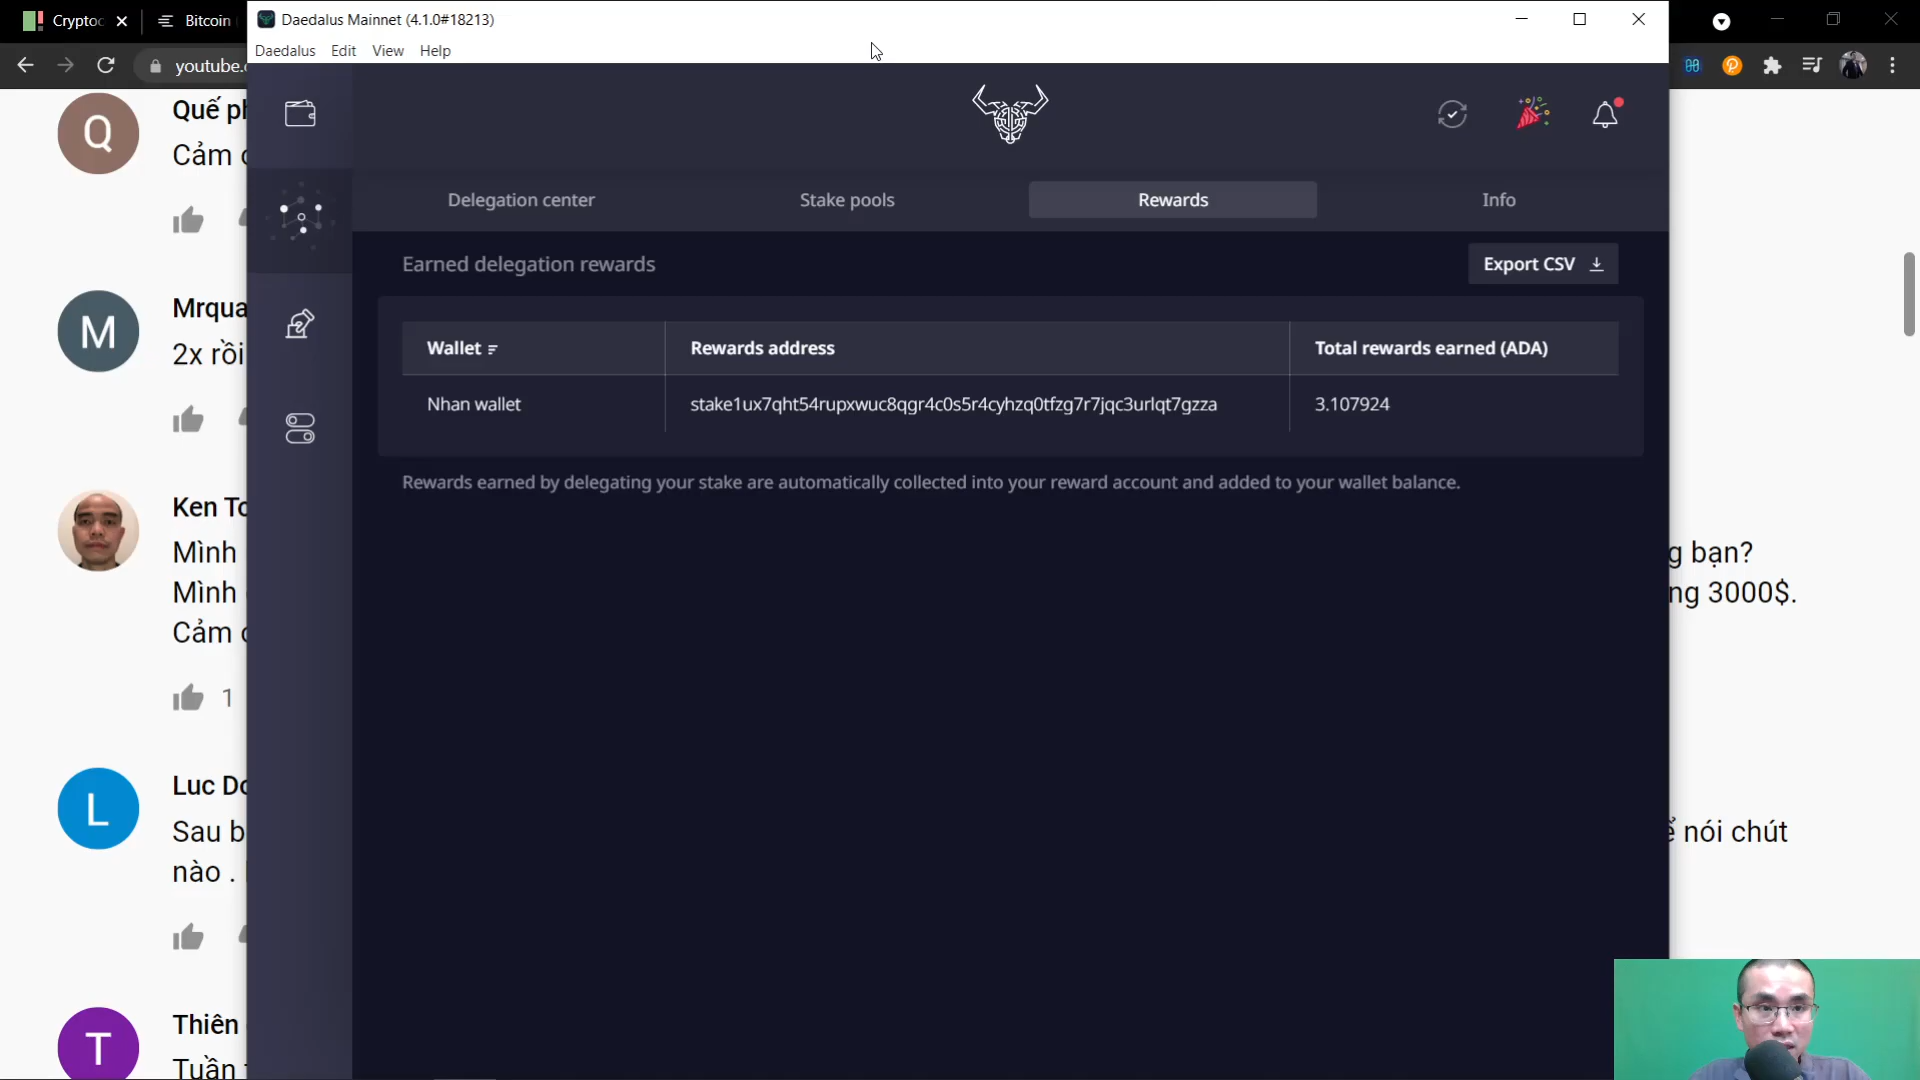 Cryptoc
Bitcoin
Daedalus Mainnet (4.1.0#18213)
youtube.c
Daedalus Edit View Help
Quế ph
Cảm
Mrqua
2x rồi
Ken To
Mình
g bạn?
Mình
ng 3000$.
Cảm
1
Luc Do
Sau b
ể nói chút
nào .
Thiên
Tuần
Q
M
L
T
Delegation center
Stake pools
Rewards
Info
Earned delegation rewards
Export CSV
Wallet
Rewards address
Total rewards earned (ADA)
Nhan wallet
stake1ux7qht54rupxwuc8qgr4c0s5r4cyhzq0tfzg7r7jqc3urlqt7gzza
3.107924
Rewards earned by delegating your stake are automatically collected into your reward account and added to your wallet balance.